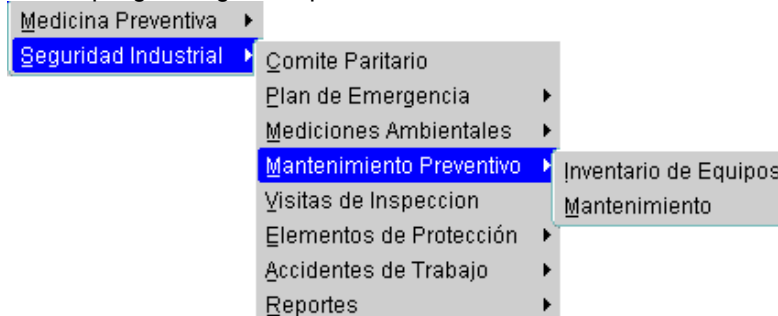 Medicina Preventiva
Seguridad Industrial
Comite Paritario
Plan de Emergencia
Mediciones Ambientales
Mantenimiento Preventivo
Inventario de Equipos
Mantenimiento
Visitas de Inspeccion
Elementos de Protección
Accidentes de Trabajo
Reportes